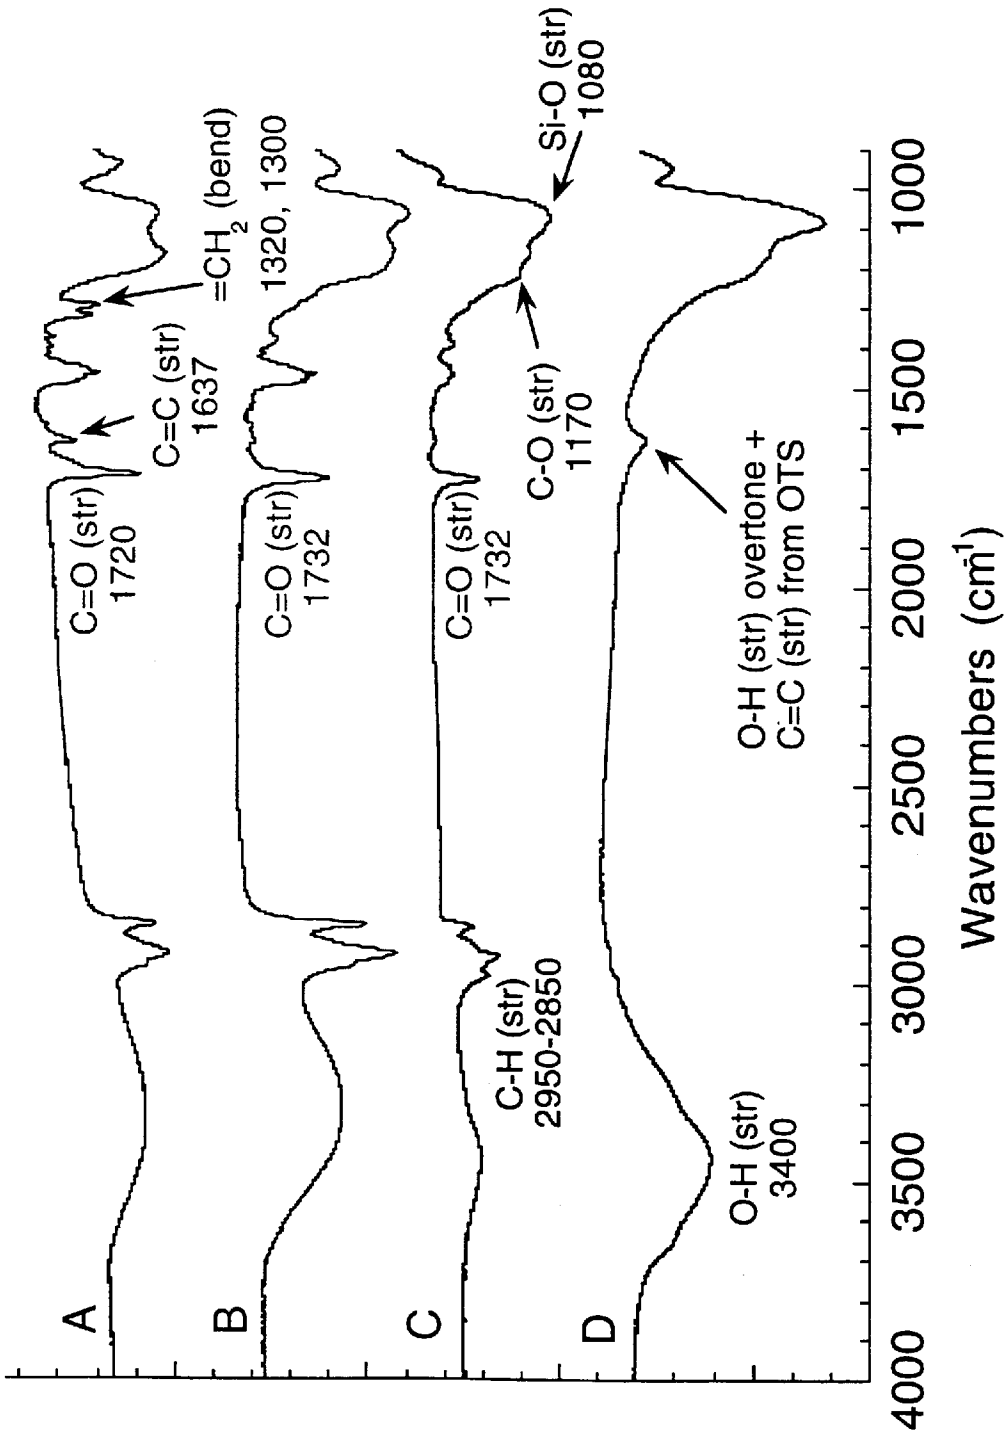 A
B
C
D
C=O (str)
1720
C=C (str)
1637
=CH2 (bend)
1320, 1300
C=O (str)
1732
C=O (str)
1732
C-H (str)
2950-2850
C-O (str)
1170
Si-O (str)
1080
O-H (str)
3400
O-H (str) overtone +
C=C (str) from OTS
4000 3500 3000 2500 2000 1500 1000
Wavenumbers (cm-1)